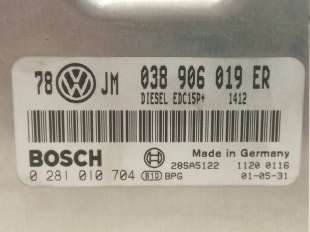 78 JM 038 906 019 ER
DIESEL EDC15P+ 1412
BOSCH
Made in Germany
28SA5122 1120 0116
0 281 010 704 B10 BPG 01-05-31